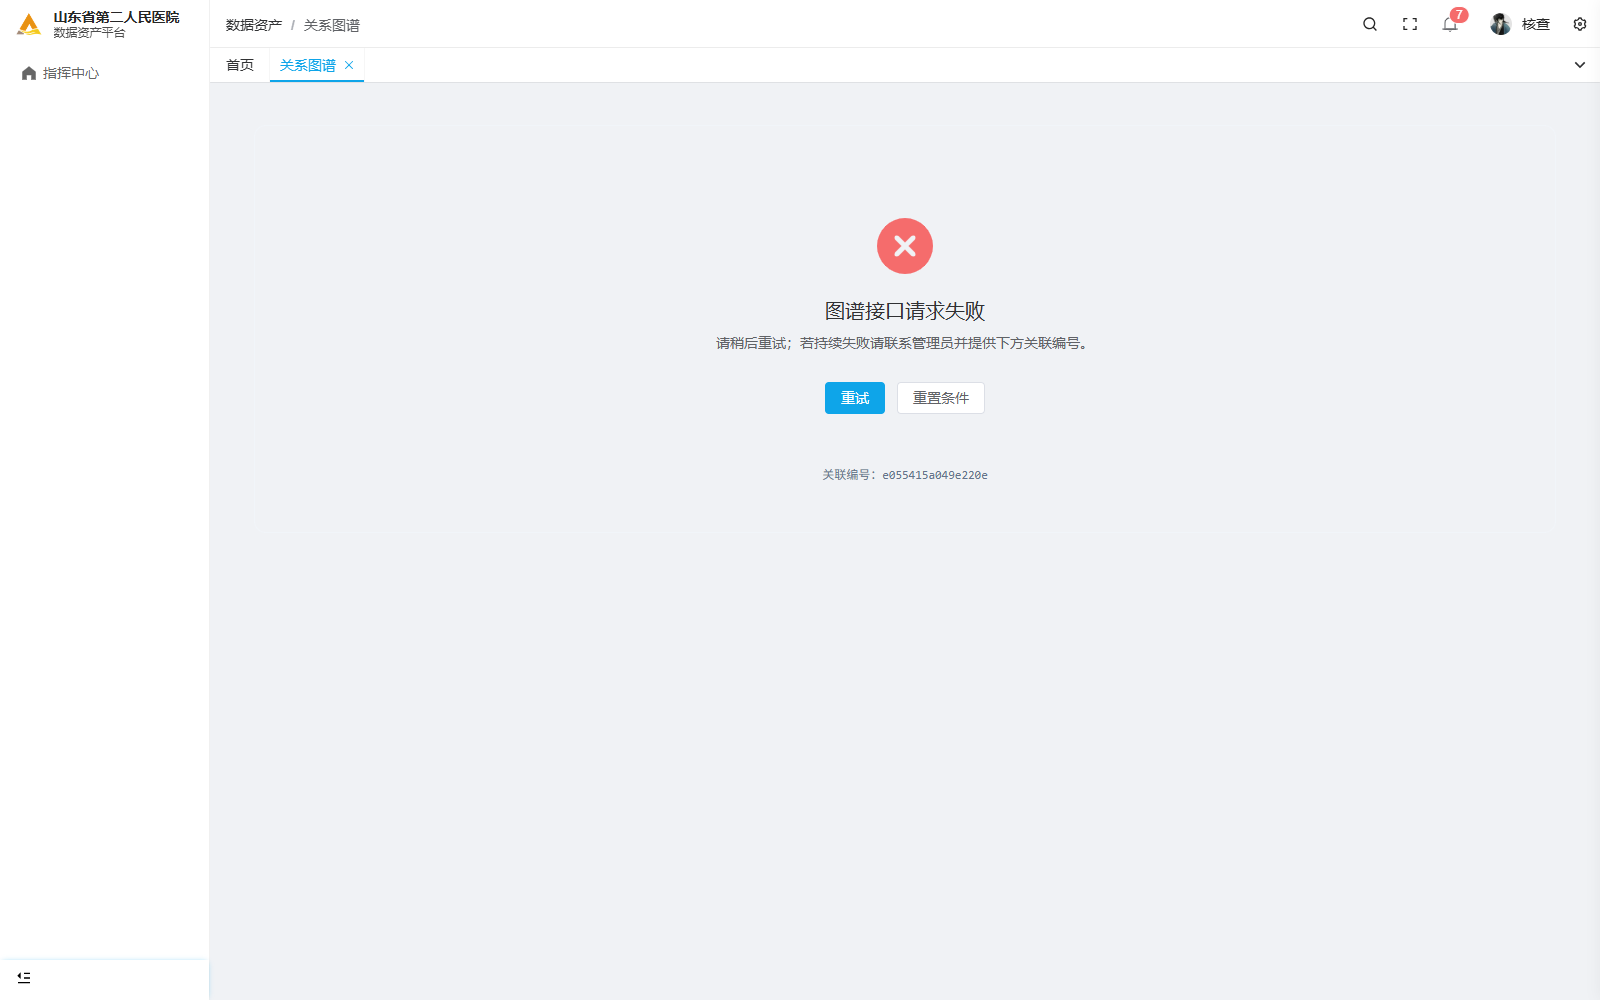 山东省第二人民医院
数据资产平台
数据资产 / 关系图谱
7
核查
指挥中心
首页
关系图谱
图谱接口请求失败
请稍后重试；若持续失败请联系管理员并提供下方关联编号。
重试
重置条件
关联编号：e055415a049e220e